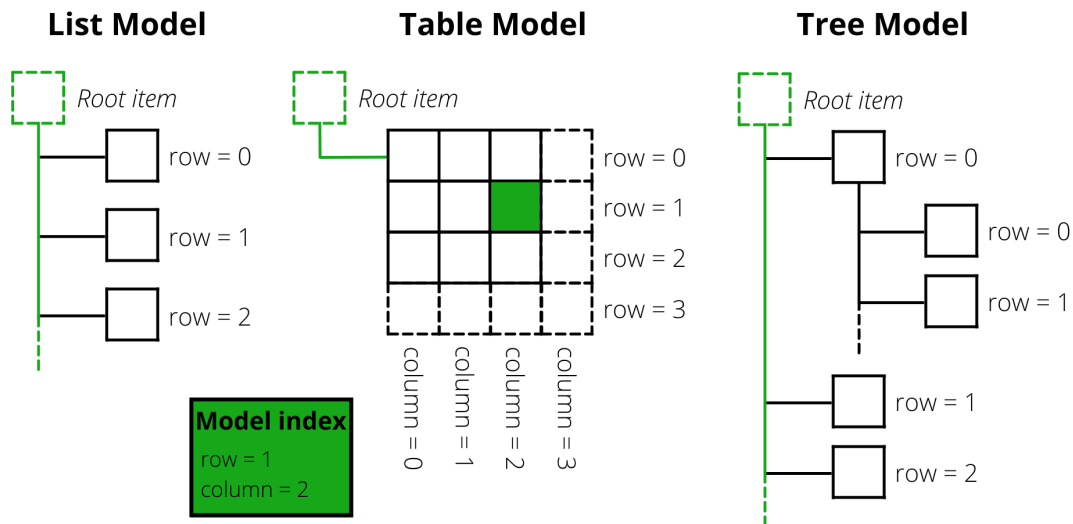 List Model
Root item
row = 0
row = 1
row = 2
Table Model
Root item
row = 0
row = 1
row = 2
row = 3
column = 0
column = 1
column = 2
column = 3
Model index
row = 1
column = 2
Tree Model
Root item
row = 0
row = 0
row = 1
row = 1
row = 2